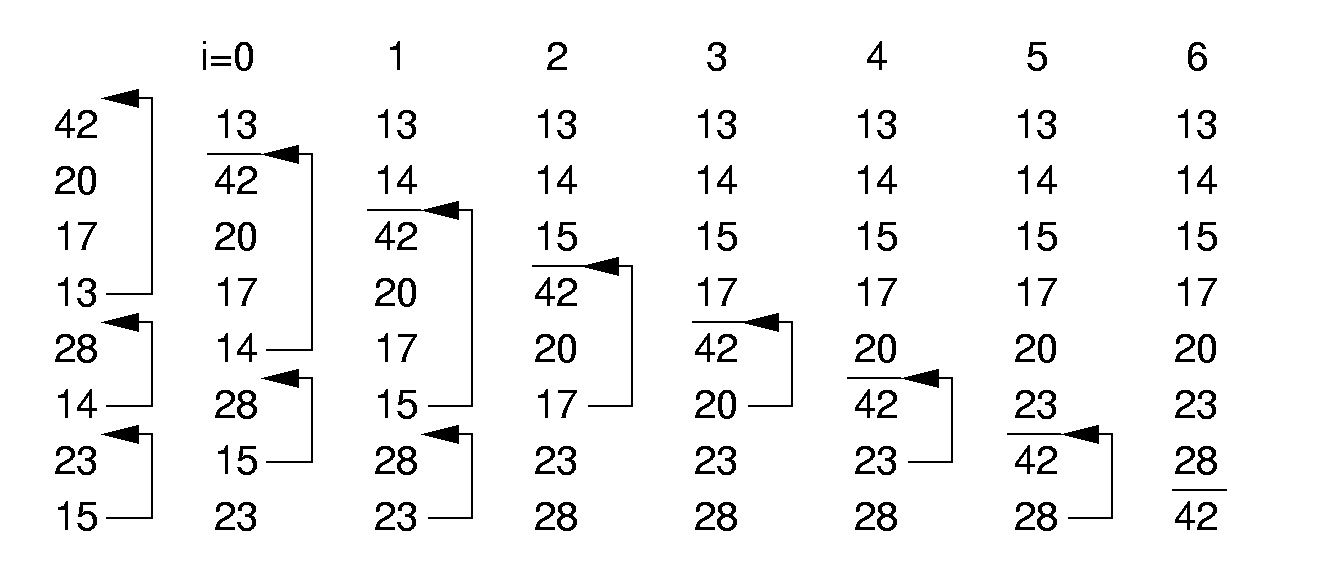 i=0 1 2 3 4 5 6
42 13 13 13 13 13 13 13
20 42 14 14 14 14 14 14
17 20 42 15 15 15 15 15
13 17 20 42 17 17 17 17
28 14 17 20 42 20 20 20
14 28 15 17 20 42 23 23
23 15 28 23 23 23 42 28
15 23 23 28 28 28 28 42